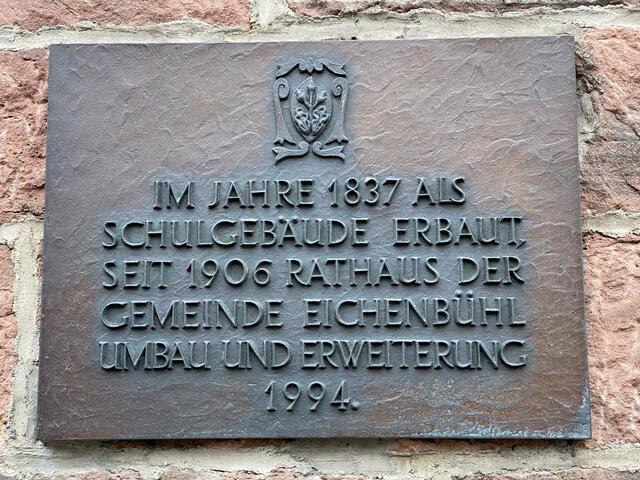 IM JAHRE 1837 ALS
SCHULGEBÄUDE ERBAUT,
SEIT 1906 RATHAUS DER
GEMEINDE EICHENBÜHL
UMBAU UND ERWEITERUNG
1994.